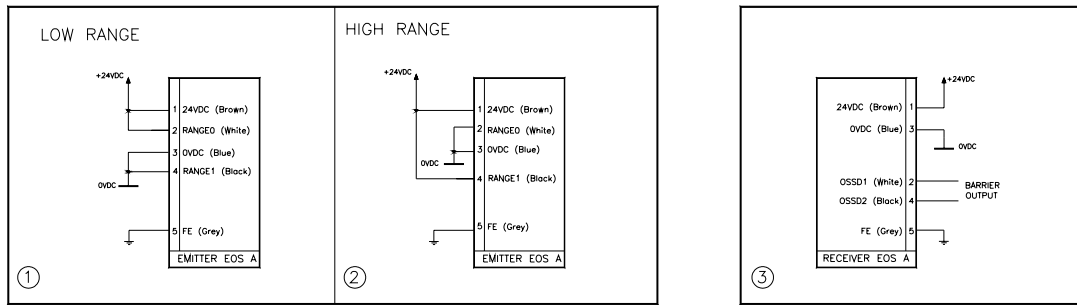 LOW RANGE
+24VDC
1 24VDC (Brown)
2 RANGE0 (White)
3 0VDC (Blue)
4 RANGE1 (Black)
0VDC
5 FE (Grey)
EMITTER EOS A
1
HIGH RANGE
+24VDC
1 24VDC (Brown)
2 RANGE0 (White)
3 0VDC (Blue)
0VDC
4 RANGE1 (Black)
5 FE (Grey)
EMITTER EOS A
2
+24VDC
24VDC (Brown) 1
0VDC (Blue) 3
0VDC
OSSD1 (White) 2
BARRIER
OUTPUT
OSSD2 (Black) 4
FE (Grey) 5
RECEIVER EOS A
3